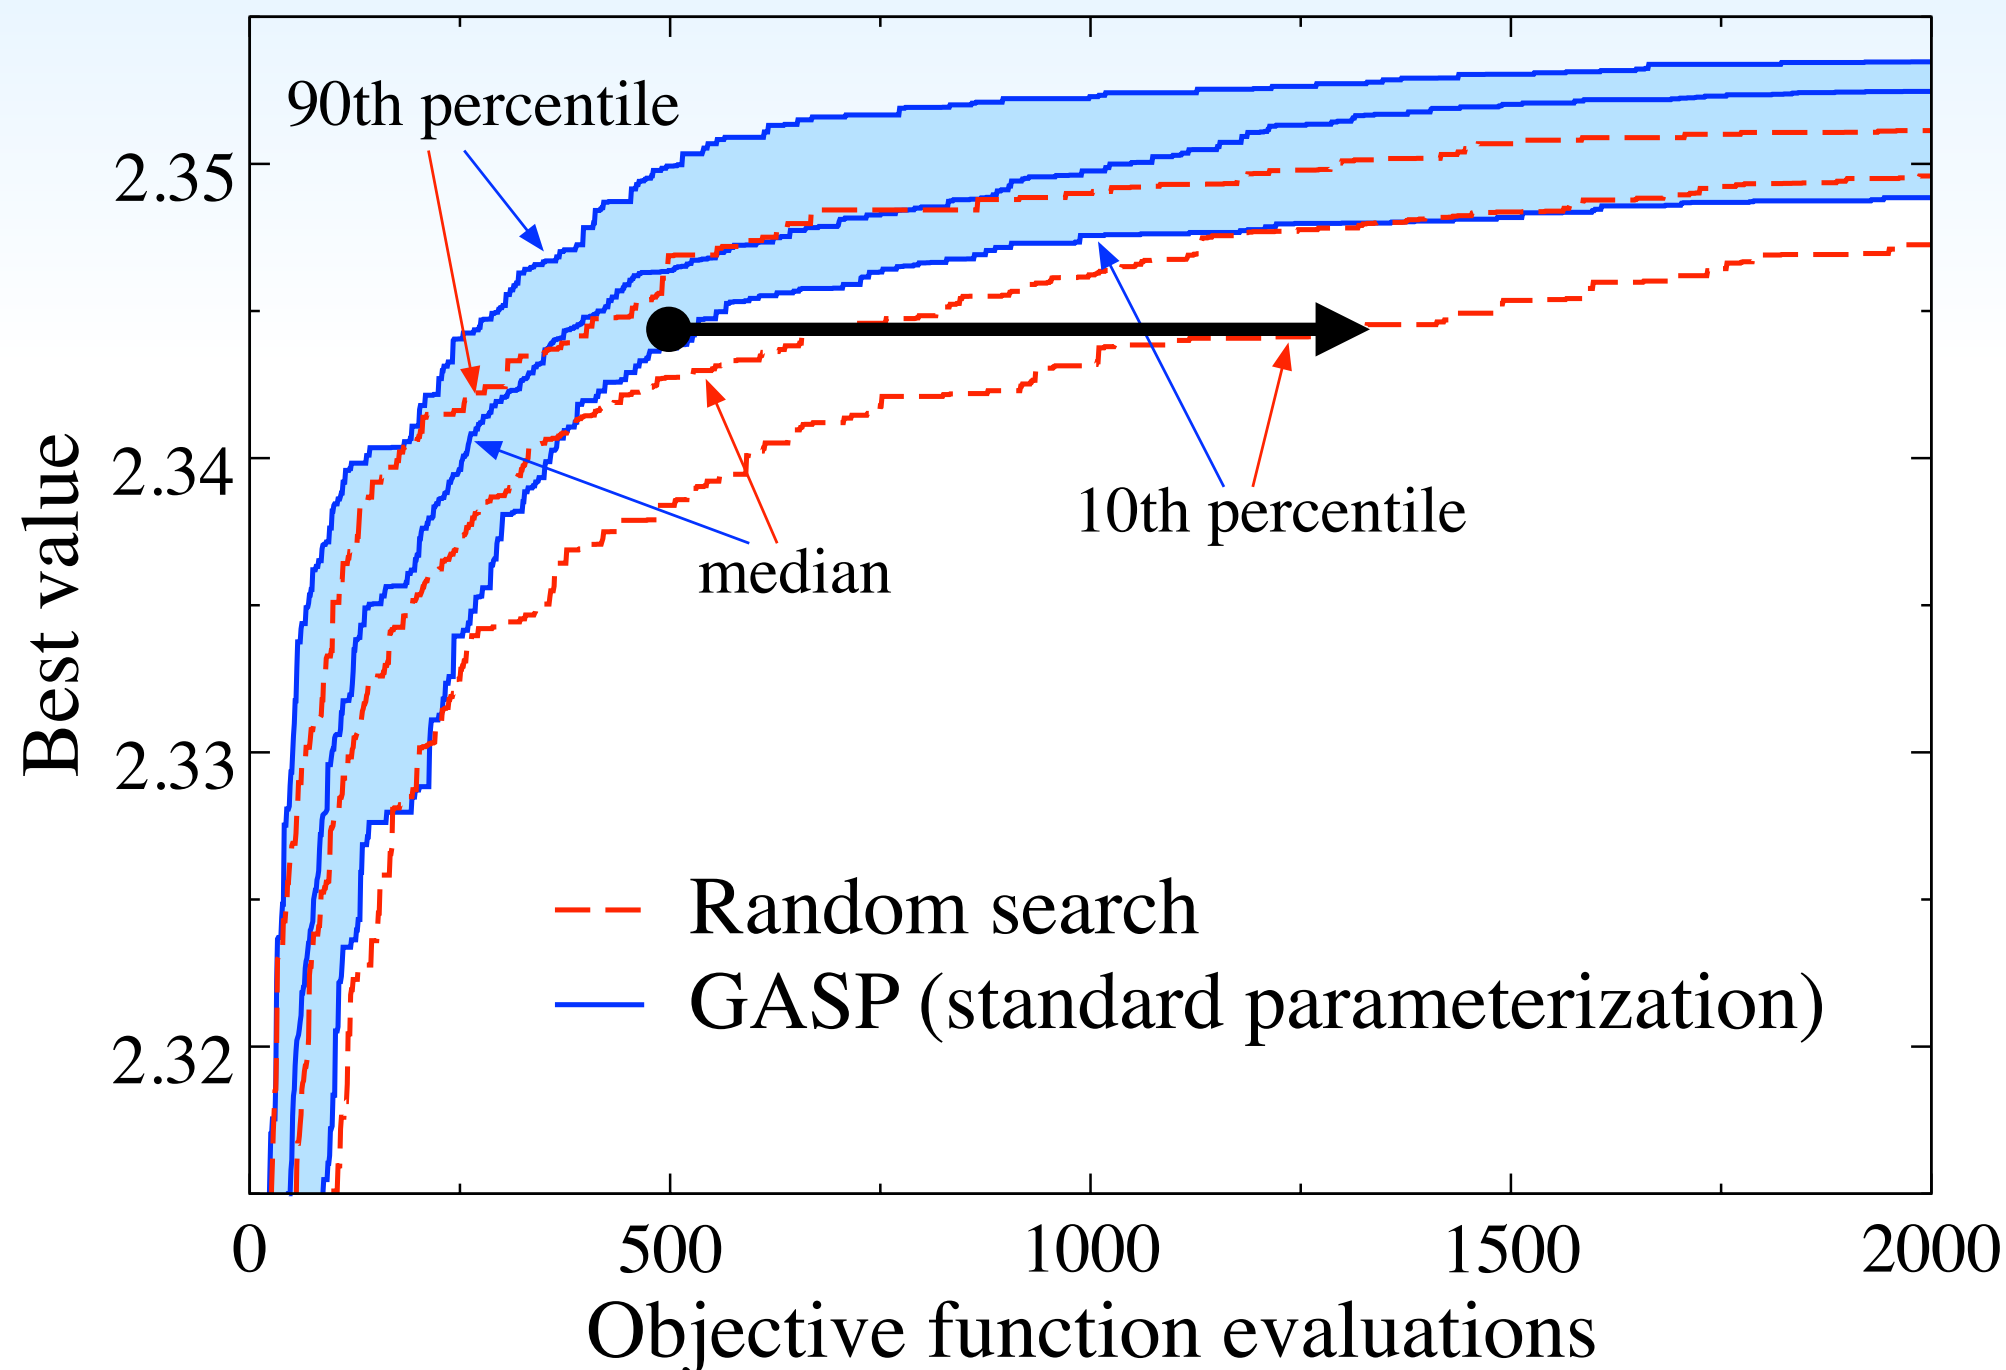 90th percentile
2.35
2.34
2.33
2.32
Best value
median
10th percentile
Random search
GASP (standard parameterization)
0
500
1000
1500
2000
Objective function evaluations